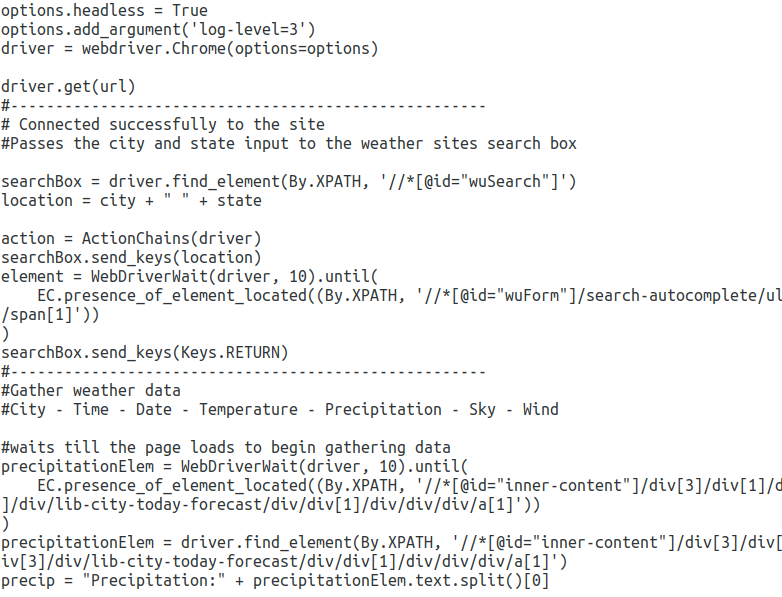 options.headless = True
options.add_argument('log-level=3')
driver = webdriver.Chrome(options=options)
driver.get(url)
#-----------------------------------------------------
# Connected successfully to the site
#Passes the city and state input to the weather sites search box
searchBox = driver.find_element(By.XPATH, '//*[@id="wuSearch"]')
location = city + " " + state
action = ActionChains(driver)
searchBox.send_keys(location)
element = WebDriverWait(driver, 10).until(
    EC.presence_of_element_located((By.XPATH, '//*[@id="wuForm"]/search-autocomplete/ul
/span[1]'))
)
searchBox.send_keys(Keys.RETURN)
#-----------------------------------------------------
#Gather weather data
#City - Time - Date - Temperature - Precipitation - Sky - Wind
#waits till the page loads to begin gathering data
precipitationElem = WebDriverWait(driver, 10).until(
    EC.presence_of_element_located((By.XPATH, '//*[@id="inner-content"]/div[3]/div[1]/d
]/div/lib-city-today-forecast/div/div[1]/div/div/div/a[1]'))
)
precipitationElem = driver.find_element(By.XPATH, '//*[@id="inner-content"]/div[3]/div[
iv[3]/div/lib-city-today-forecast/div/div[1]/div/div/div/a[1]')
precip = "Precipitation:" + precipitationElem.text.split()[0]